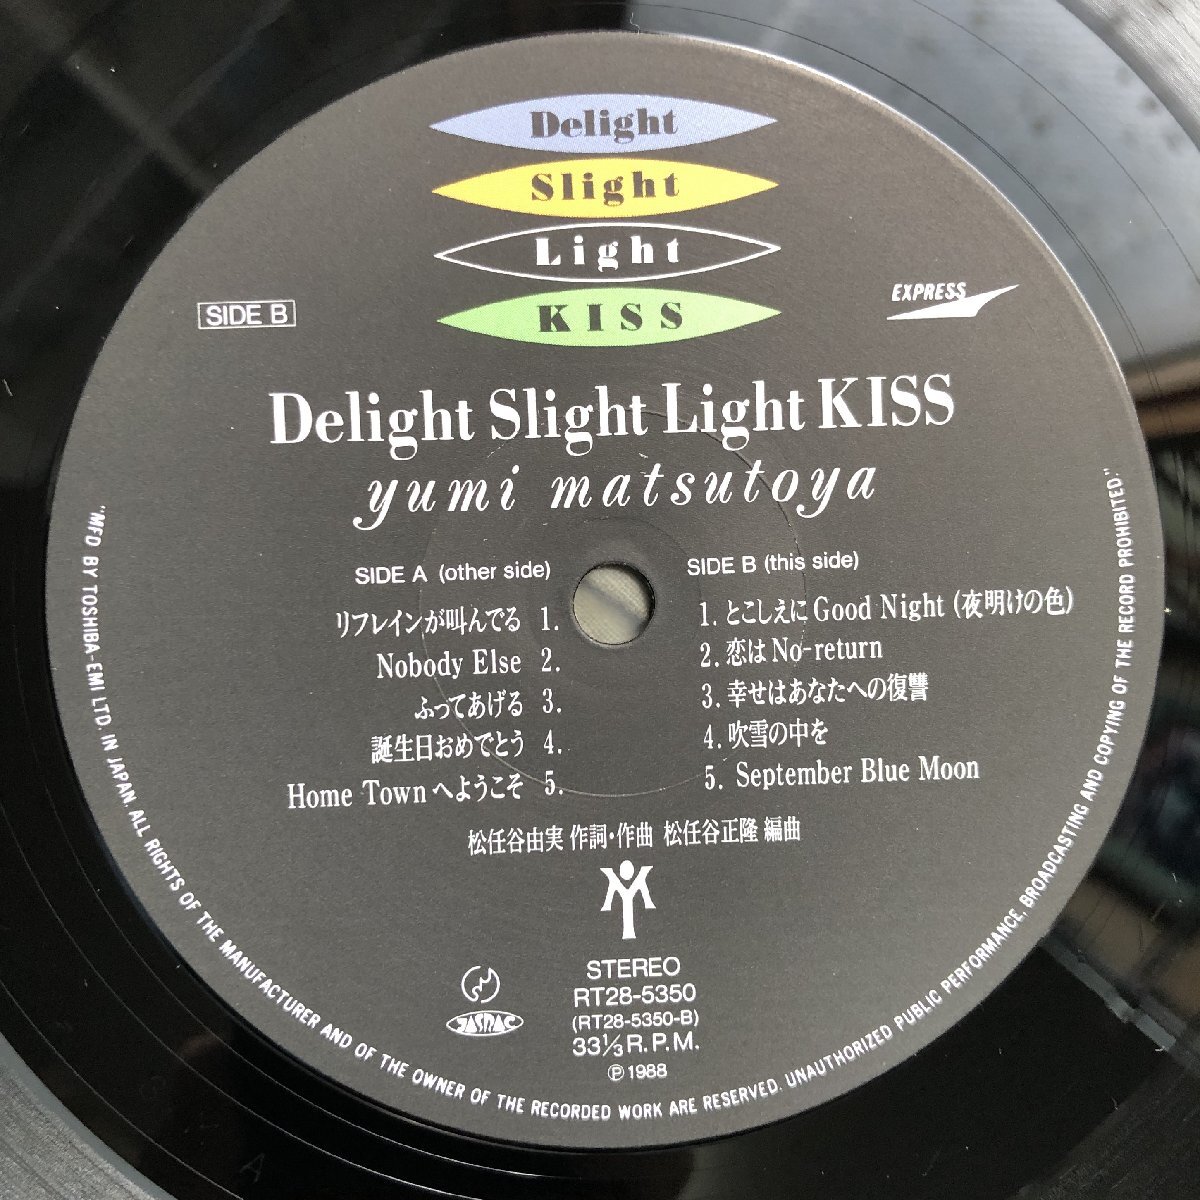 Delight
Slight
Light
KISS
SIDE B
EXPRESS
Delight Slight Light KISS
yumi matsutoya
SIDE A (other side)
リフレインが叫んでる 1.
Nobody Else 2.
ふってあげる 3.
誕生日おめでとう 4.
Home Townへようこそ 5.
SIDE B (this side)
1. とこしえにGood Night (夜明けの色)
2. 恋はNo-return
3. 幸せはあなたへの復讐
4. 吹雪の中を
5. September Blue Moon
松任谷由実 作詞・作曲 松任谷正隆 編曲
JASRAC
STEREO
RT28-5350
(RT28-5350-B)
33⅓R.P.M.
Ⓟ1988
"MFD BY TOSHIBA-EMI LTD. IN JAPAN. ALL RIGHTS OF THE MANUFACTURER AND OF THE OWNER OF THE RECORDED WORK ARE RESERVED. UNAUTHORIZED PUBLIC PERFORMANCE, BROADCASTING AND COPYING OF THE RECORD PROHIBITED."